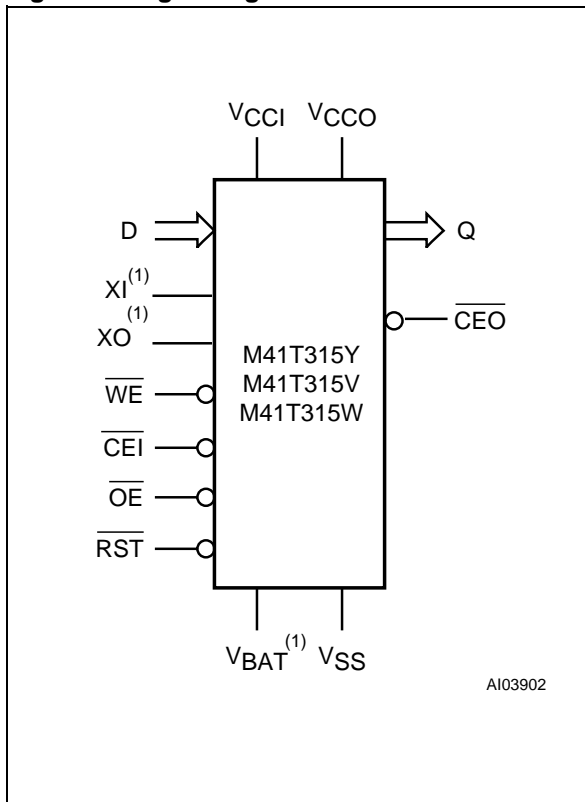 VCCI VCCO
D Q
XI(1)
CEO
XO(1)
M41T315Y
WE
M41T315V
M41T315W
CEI
OE
RST
VBAT(1) VSS
AI03902